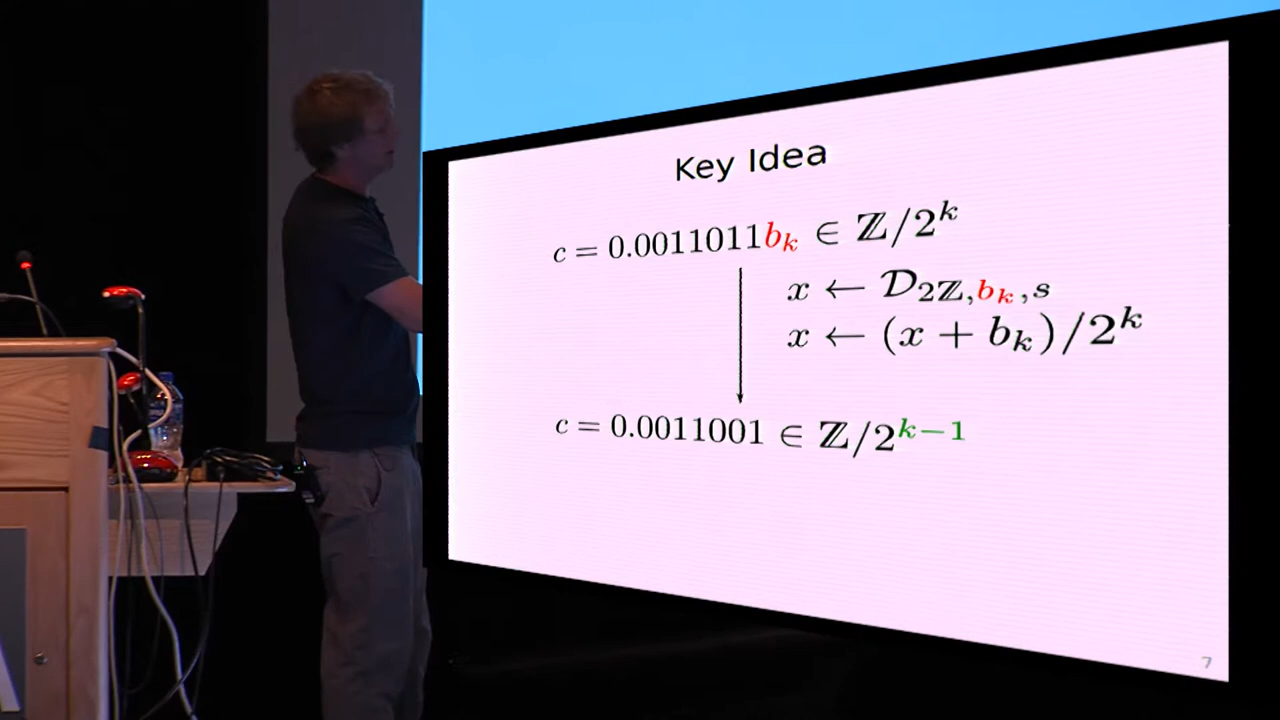 Key Idea
c = 0.0011011b_k ∈ ℤ/2^k
x ← 𝒟_{2ℤ,b_k,s}
x ← (x + b_k)/2^k
c = 0.0011001 ∈ ℤ/2^{k−1}
7